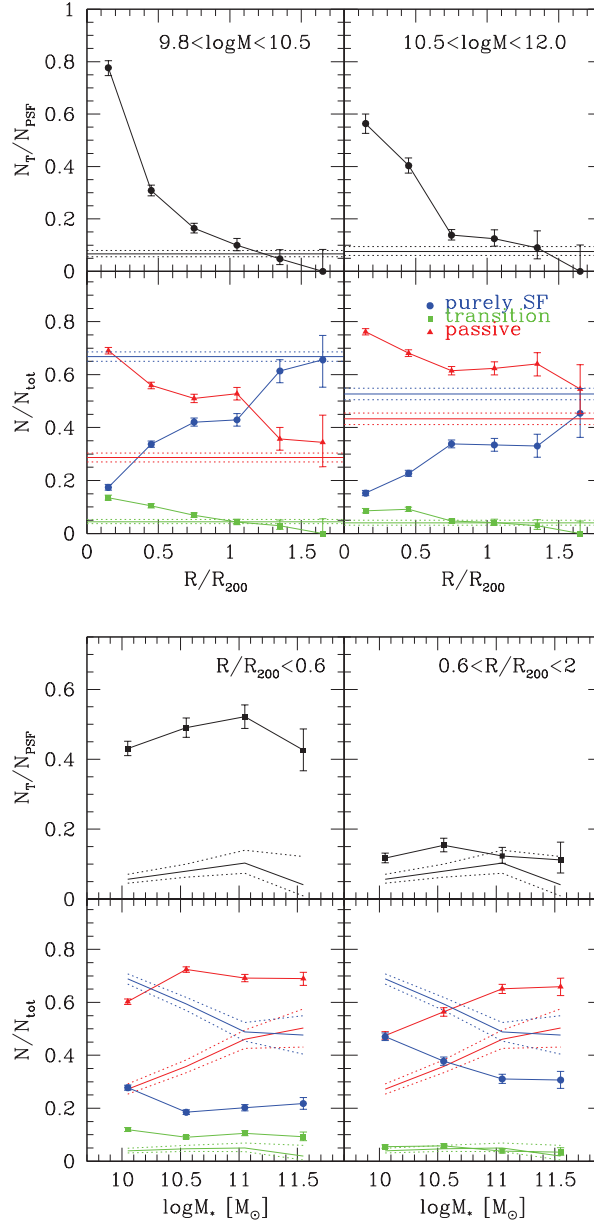 9.8<logM<10.5
10.5<logM<12.0
0.8
0.6
0.4
0.2
0
N_T/N_PSF
purely SF
transition
passive
0.8
0.6
0.4
0.2
0
N/N_tot
0 0.5 1 1.5 0 0.5 1 1.5
R/R_200 R/R_200
R/R_200<0.6
0.6<R/R_200<2
0.6
0.4
0.2
0
N_T/N_PSF
0.8
0.6
0.4
0.2
0
N/N_tot
10 10.5 11 11.5 10 10.5 11 11.5
logM_* [M_⊙] logM_* [M_⊙]